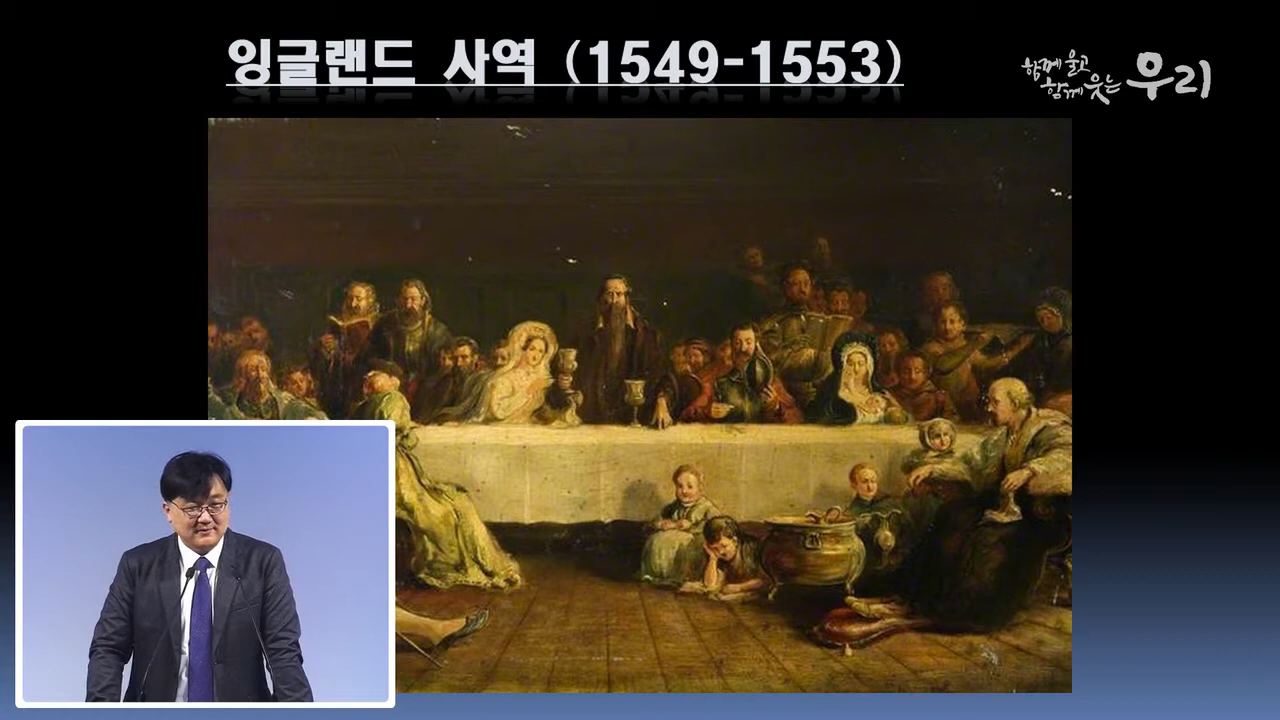 잉글랜드 사역 (1549-1553)
함께 울고
함께 웃는 우리